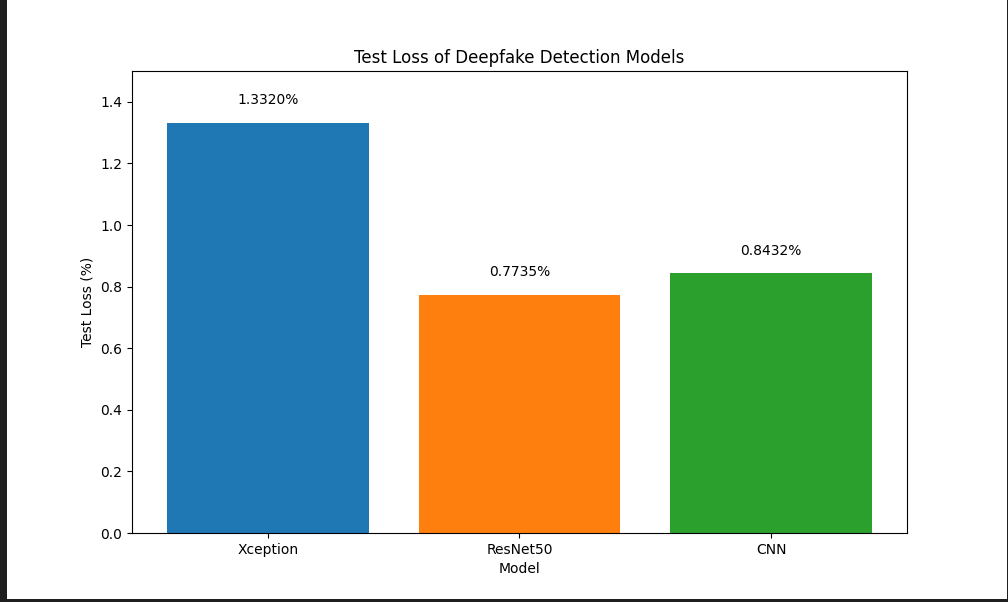 Test Loss of Deepfake Detection Models
Test Loss (%)
1.4
1.2
1.0
0.8
0.6
0.4
0.2
0.0
1.3320%
0.7735%
0.8432%
Xception
ResNet50
CNN
Model